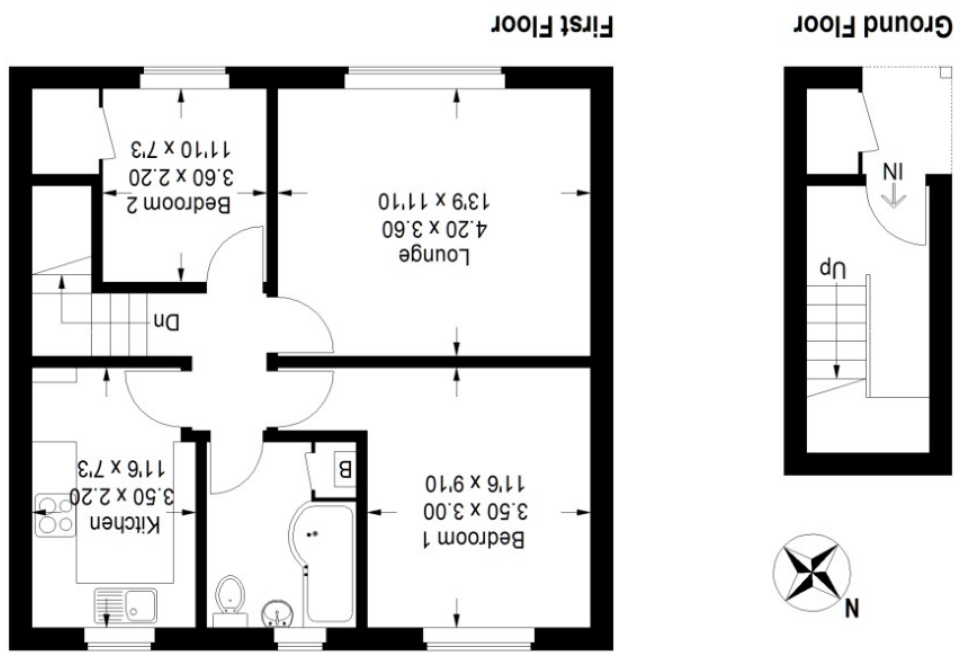 N
IN
Up
Ground Floor
Bedroom 1
3.50 x 3.00
11'6 x 9'10
B
Kitchen
3.50 x 2.20
11'6 x 7'3
Dn
Lounge
4.20 x 3.60
13'9 x 11'10
Bedroom 2
3.60 x 2.20
11'10 x 7'3
First Floor